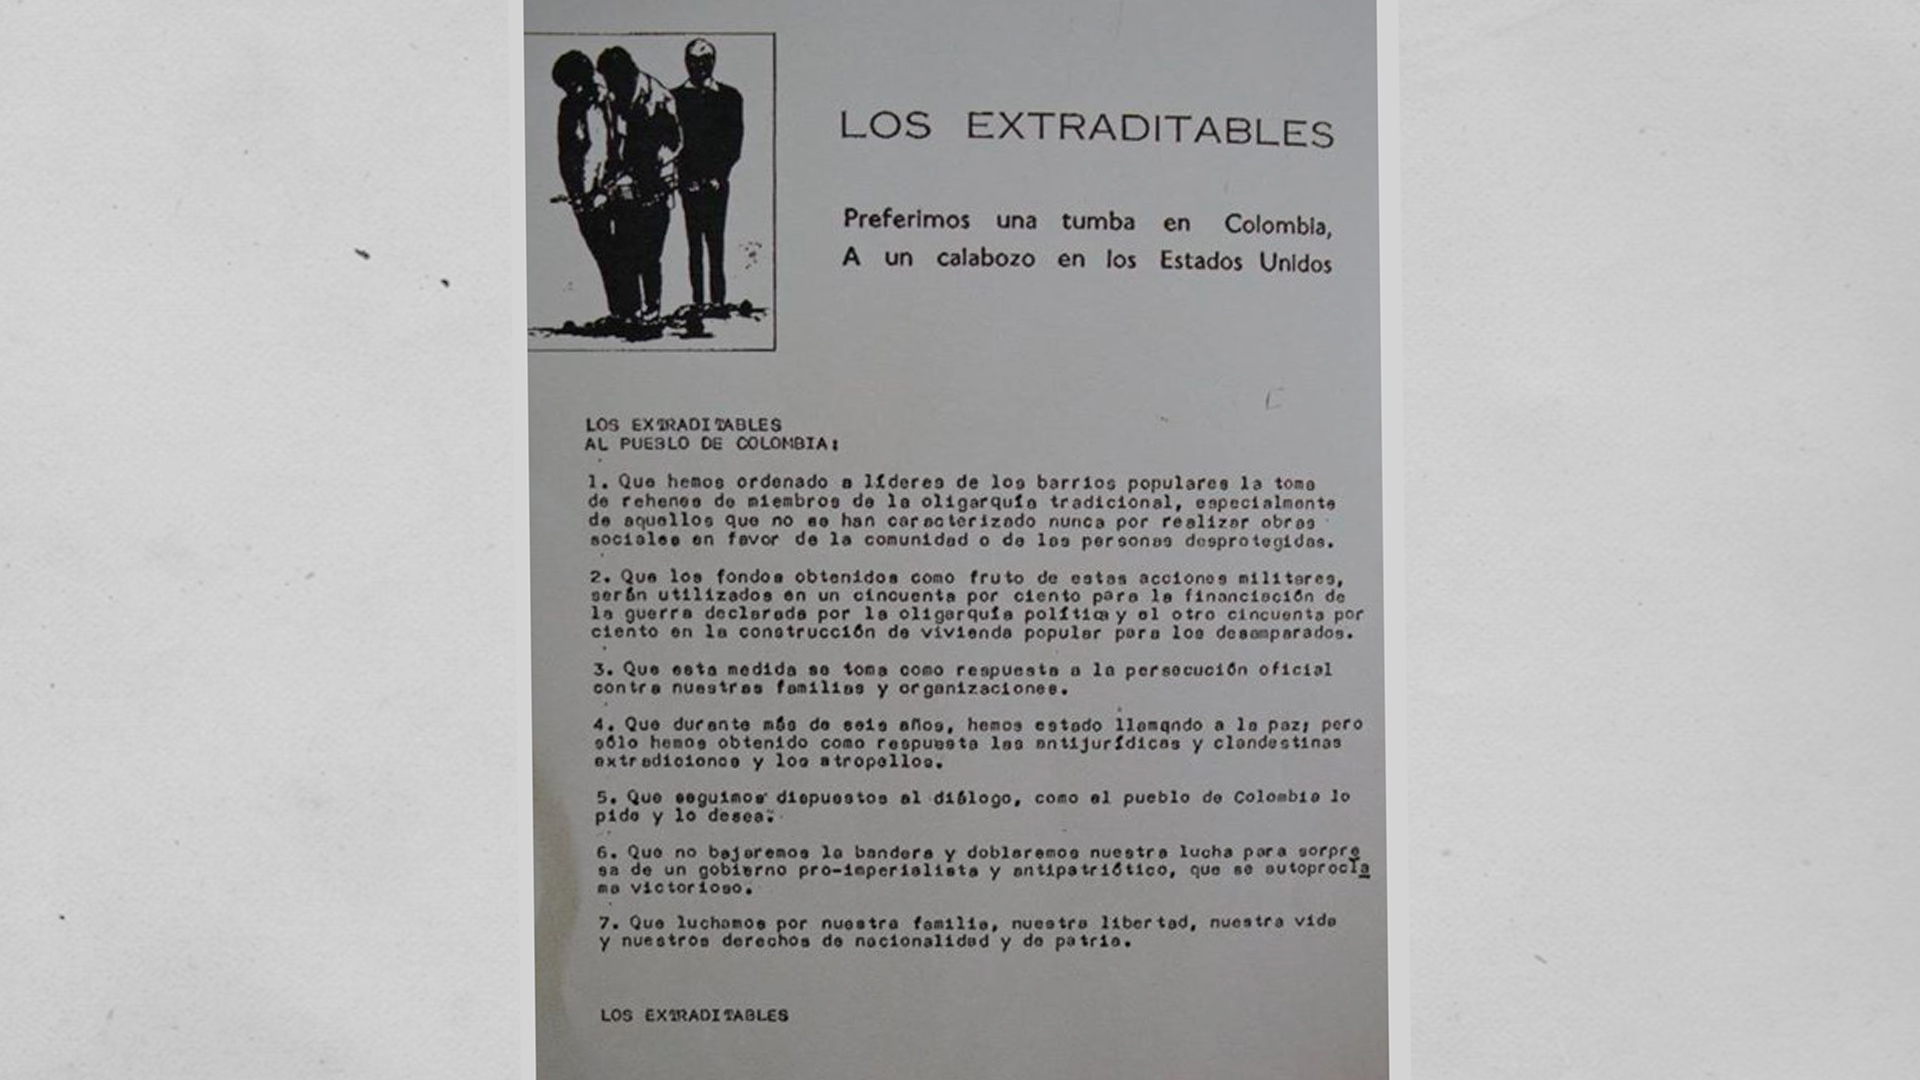 LOS EXTRADITABLES
Preferimos una tumba en Colombia,
A un calabozo en los Estados Unidos
LOS EXTRADITABLES
AL PUEBLO DE COLOMBIA:
1. Que hemos ordenado a líderes de los barrios populares la toma
de rehenes de miembros de la oligarquía tradicional, especialmente
de aquellos que no se han caracterizado nunca por realizar obras
sociales en favor de la comunidad o de las personas desprotegidas.
2. Que los fondos obtenidos como fruto de estas acciones militares,
serán utilizados en un cincuenta por ciento para la financiación de
la guerra declarada por la oligarquía política y el otro cincuenta por
ciento en la construcción de vivienda popular para los desamparados.
3. Que esta medida se toma como respuesta a la persecución oficial
contra nuestras familias y organizaciones.
4. Que durante más de seis años, hemos estado llamando a la paz; pero
sólo hemos obtenido como respuesta las antijurídicas y clandestinas
extradiciones y los atropellos.
5. Que seguimos dispuestos al diálogo, como el pueblo de Colombia lo
pide y lo desea.
6. Que no bajaremos la bandera y doblaremos nuestra lucha para sorpre
sa de un gobierno pro-imperialista y antipatriótico, que se autoprocla
ma victorioso.
7. Que luchamos por nuestra familia, nuestra libertad, nuestra vida
y nuestros derechos de nacionalidad y de patria.
LOS EXTRADITABLES